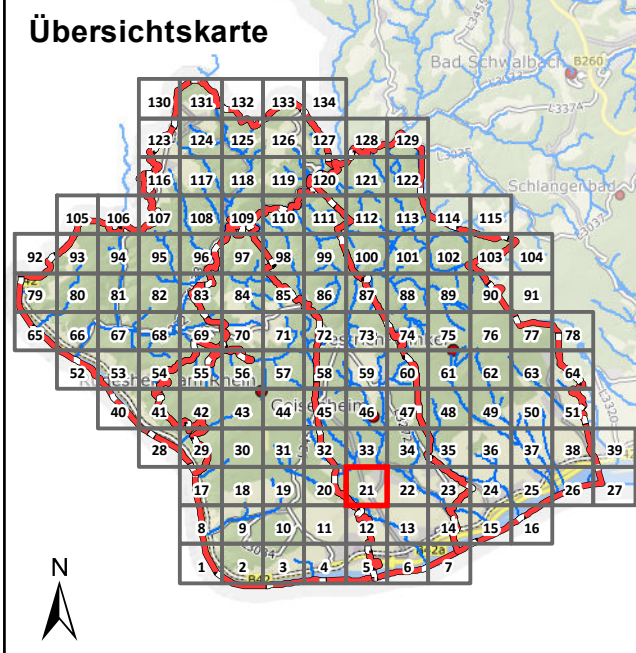 Übersichtskarte
L3455
Bad Schwalbach
B260
L3374
L3035
Schlangenbad
L3037
130 131 132 133 134
123 124 125 126 127 128 129
116 117 118 119 120 121 122
105 106 107 108 109 110 111 112 113 114 115
92 93 94 95 96 97 98 99 100 101 102 103 104
79 80 81 82 83 84 85 86 87 88 89 90 91
65 66 67 68 69 70 71 72 73 74 75 76 77 78
52 53 54 55 56 57 58 59 60 61 62 63 64
40 41 42 43 44 45 46 47 48 49 50 51
L3320
28 29 30 31 32 33 34 35 36 37 38 39
17 18 19 20 21 22 23 24 25 26 27
8 9 10 11 12 13 14 15 16
L3034
B42a
1 2 3 4 5 6 7
B42
N